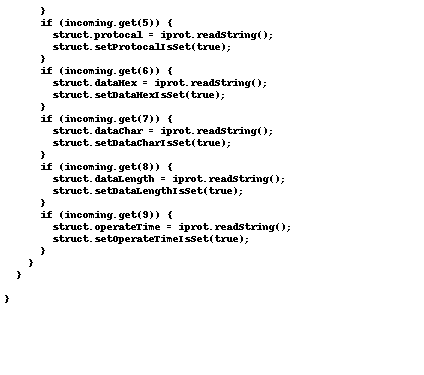 }
if (incoming.get(5)) {
struct.protocal = iprot.readString();
struct.setProtocalIsSet(true);
}
if (incoming.get(6)) {
struct.dataHex = iprot.readString();
struct.setDataHexIsSet(true);
}
if (incoming.get(7)) {
struct.dataChar = iprot.readString();
struct.setDataCharIsSet(true);
}
if (incoming.get(8)) {
struct.dataLength = iprot.readString();
struct.setDataLengthIsSet(true);
}
if (incoming.get(9)) {
struct.operateTime = iprot.readString();
struct.setOperateTimeIsSet(true);
}
}
}
}